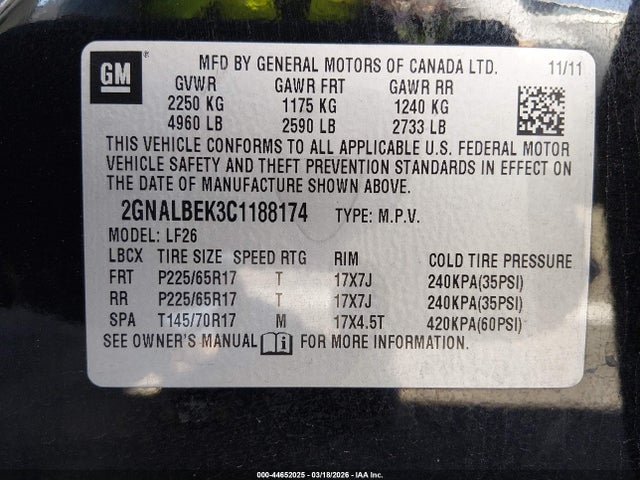 GM ®
MFD BY GENERAL MOTORS OF CANADA LTD. 11/11
GVWR GAWR FRT GAWR RR
2250 KG 1175 KG 1240 KG
4960 LB 2590 LB 2733 LB
THIS VEHICLE CONFORMS TO ALL APPLICABLE U.S. FEDERAL MOTOR
VEHICLE SAFETY AND THEFT PREVENTION STANDARDS IN EFFECT ON
THE DATE OF MANUFACTURE SHOWN ABOVE.
2GNALBEK3C1188174 TYPE: M.P.V.
MODEL: LF26
LBCX TIRE SIZE SPEED RTG RIM COLD TIRE PRESSURE
FRT P225/65R17 T 17X7J 240KPA(35PSI)
RR P225/65R17 T 17X7J 240KPA(35PSI)
SPA T145/70R17 M 17X4.5T 420KPA(60PSI)
SEE OWNER'S MANUAL i FOR MORE INFORMATION.
000-44652025 - 03/18/2026 - IAA Inc.